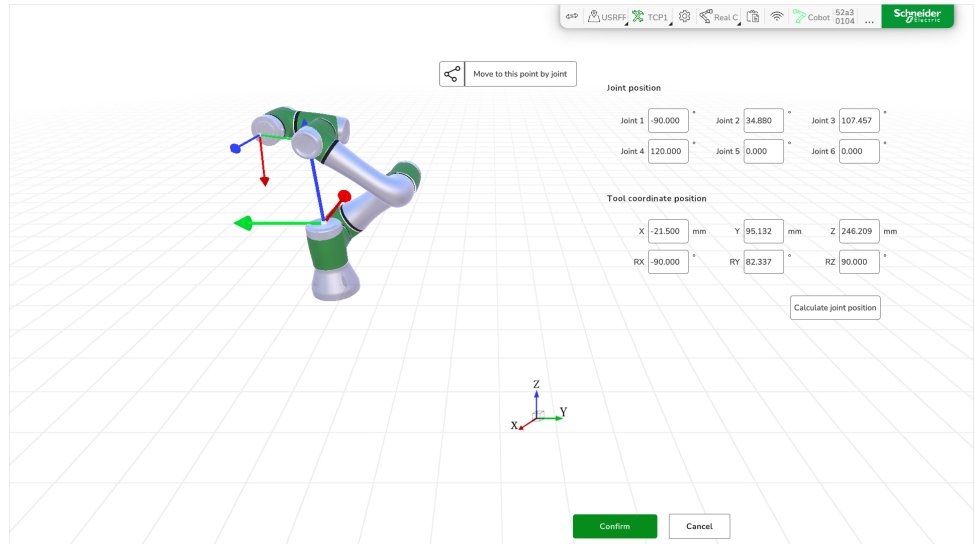 USRFF TCP1 Real C Cobot 52a3 0104 ... Schneider Electric
Move to this point by joint
Joint position
Joint 1 -90.000 ° Joint 2 34.880 ° Joint 3 107.457 °
Joint 4 120.000 ° Joint 5 0.000 ° Joint 6 0.000 °
Tool coordinate position
X -21.500 mm Y 95.132 mm Z 246.209 mm
RX -90.000 ° RY 82.337 ° RZ 90.000 °
Calculate joint position
Z
Y
X
Confirm Cancel